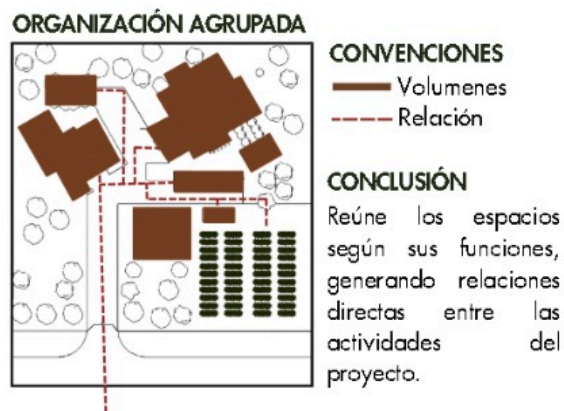 ORGANIZACIÓN AGRUPADA
CONVENCIONES
Volumenes
Relación
CONCLUSIÓN
Reúne los espacios
según sus funciones,
generando relaciones
directas entre las
actividades del
proyecto.